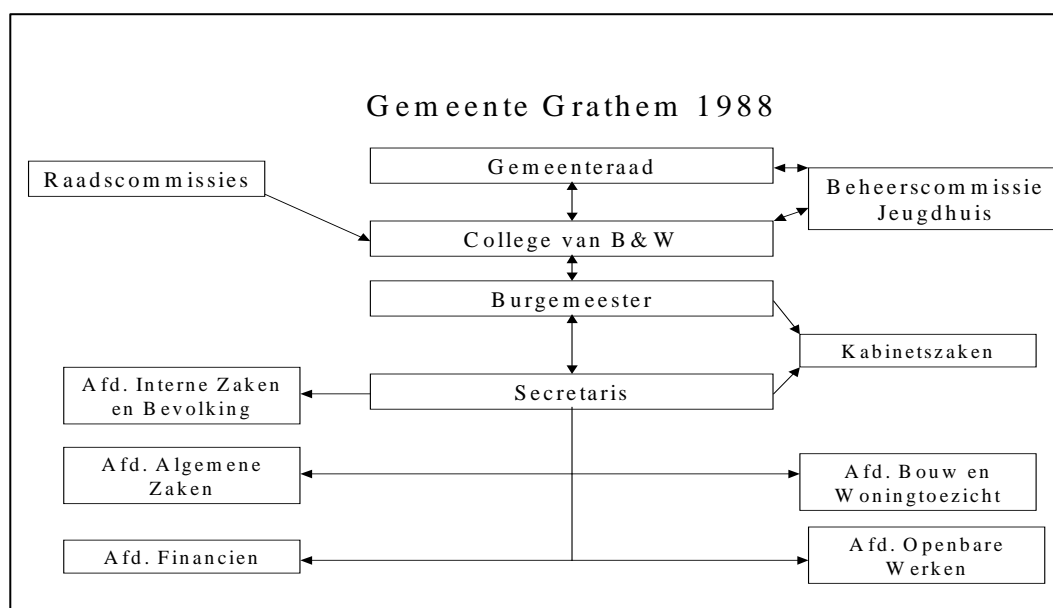 Gemeente Grathem 1988
Gemeenteraad
Raadscommissies
Beheerscommissie
Jeugdhuis
College van B&W
Burgemeester
Kabinetszaken
Afd. Interne Zaken
en Bevolking
Secretaris
Afd. Algemene
Zaken
Afd. Bouw en
Woningtoezicht
Afd. Financien
Afd. Openbare
Werken